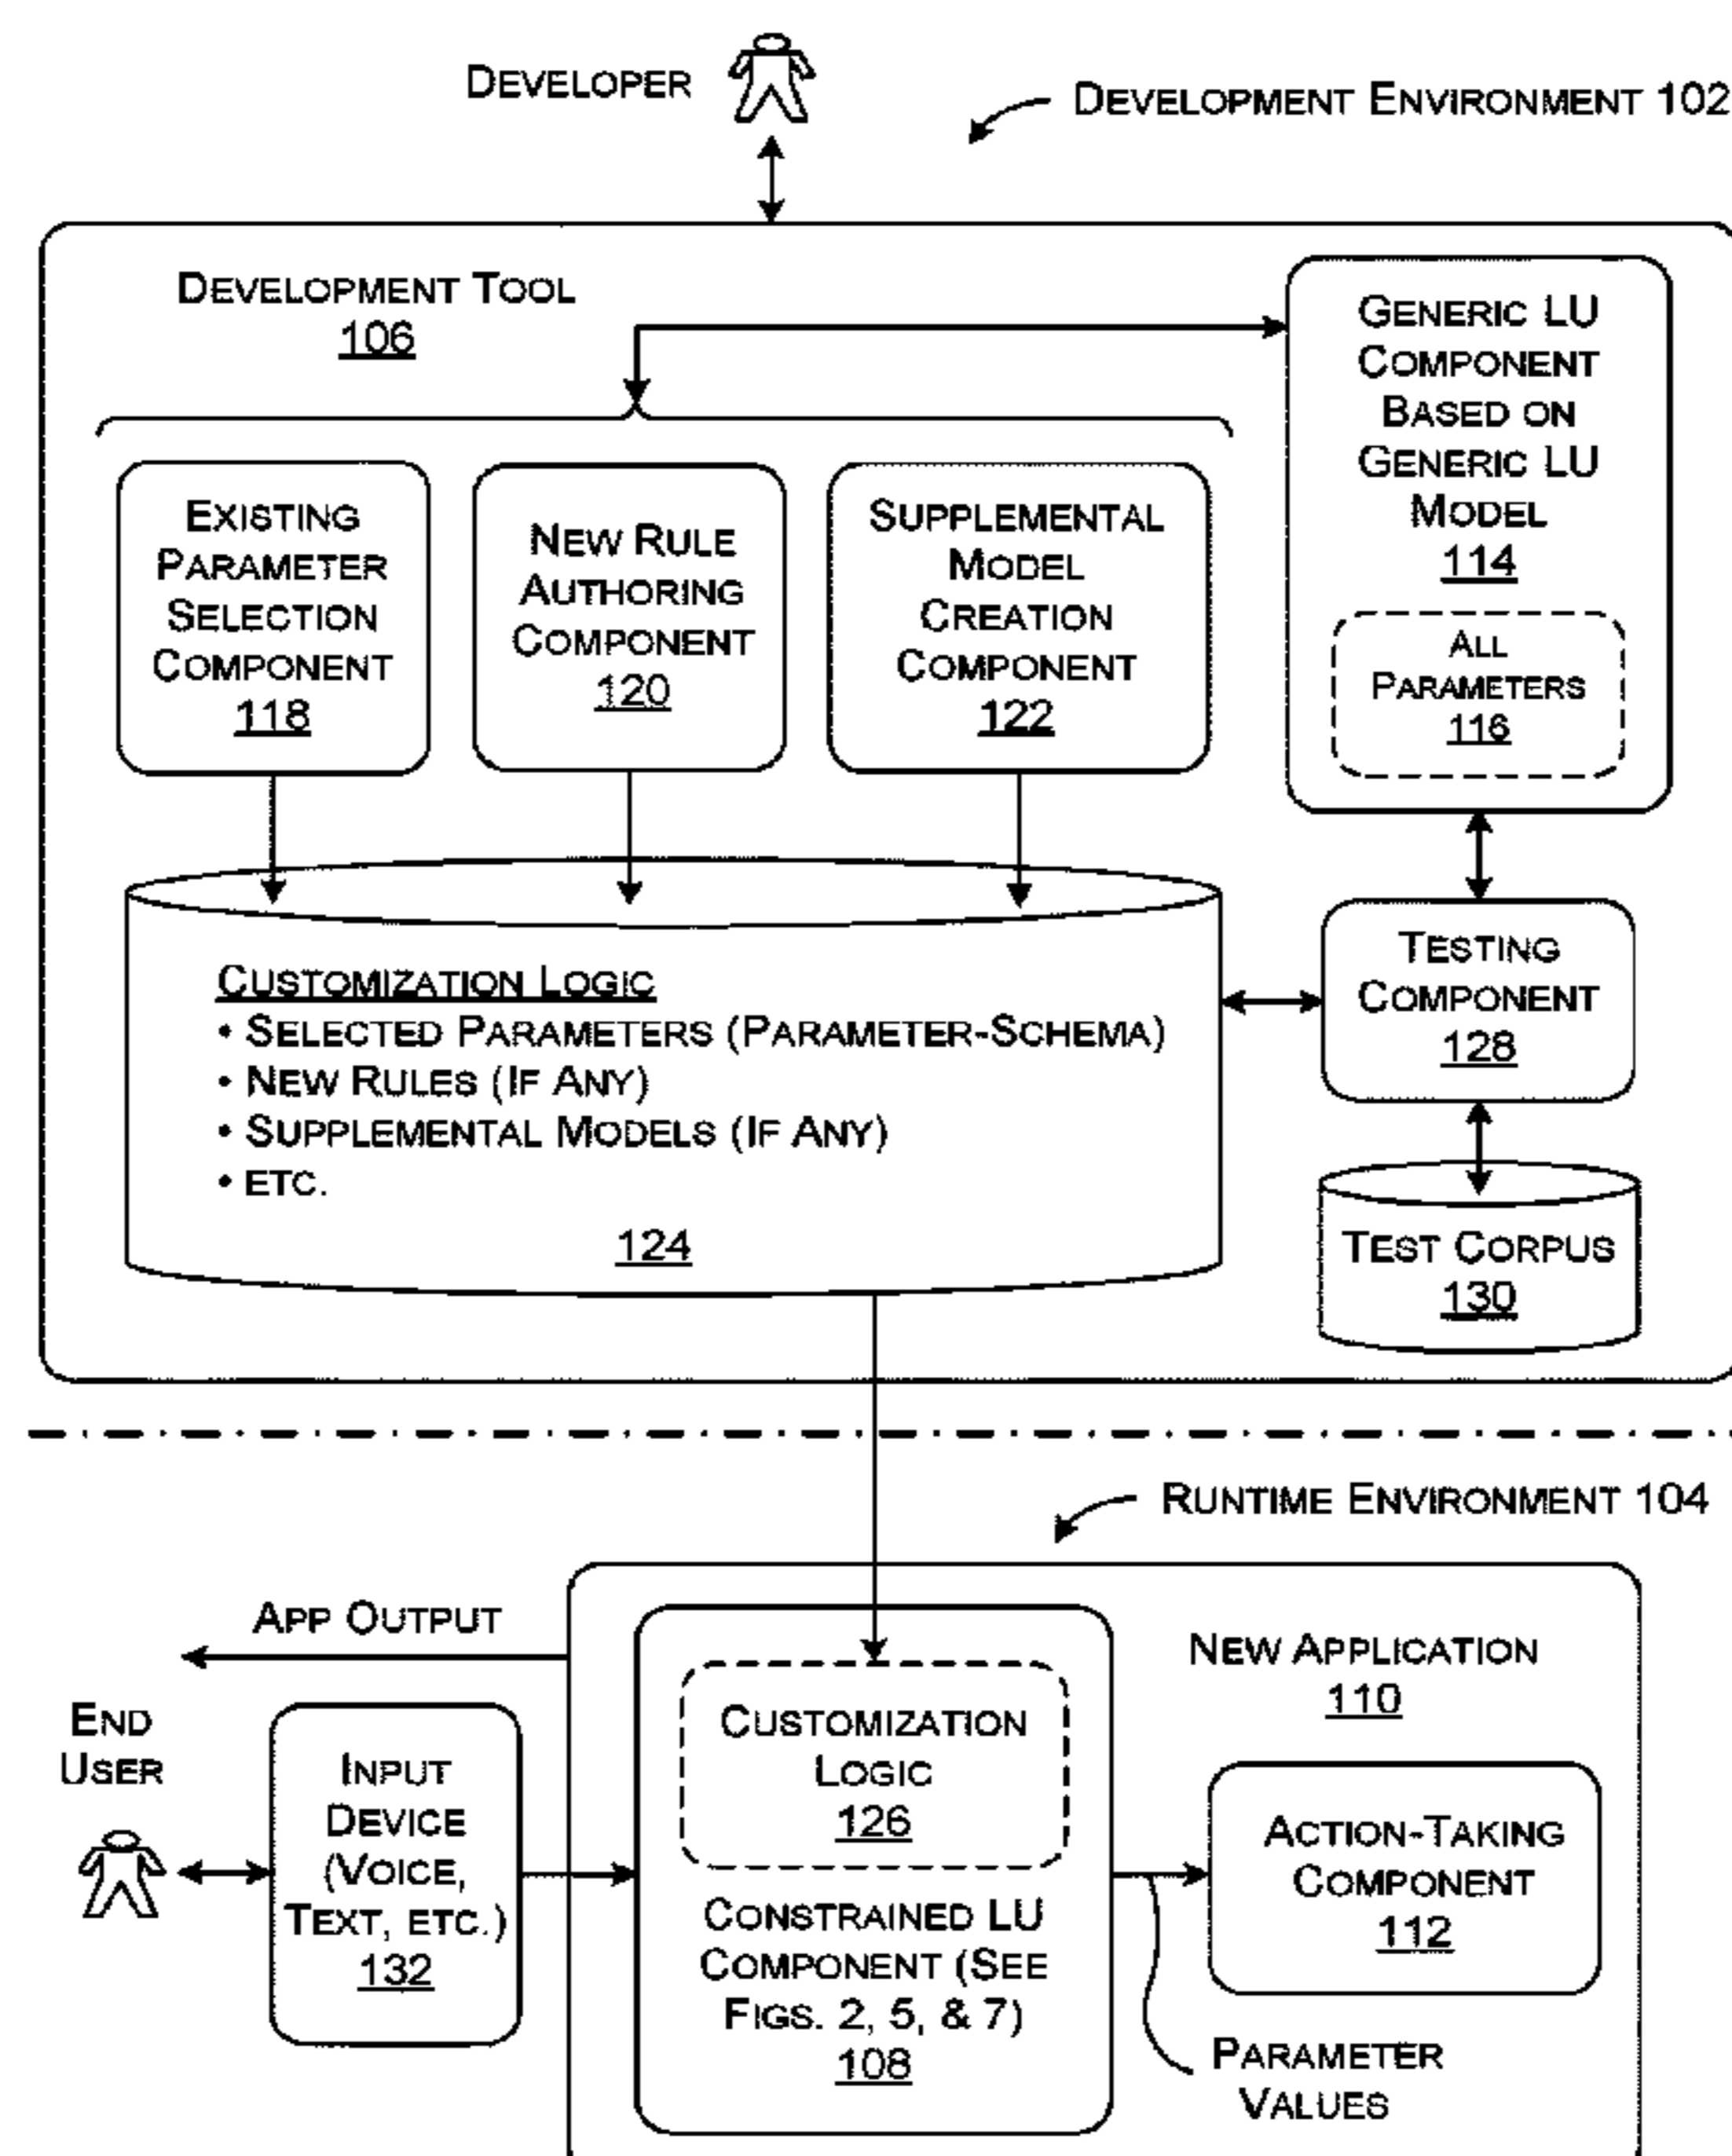 DEVELOPER
DEVELOPMENT ENVIRONMENT 102
DEVELOPMENT TOOL
106
GENERIC LU
COMPONENT
BASED ON
GENERIC LU
MODEL
114
ALL
PARAMETERS
116
EXISTING
PARAMETER
SELECTION
COMPONENT
118
NEW RULE
AUTHORING
COMPONENT
120
SUPPLEMENTAL
MODEL
CREATION
COMPONENT
122
CUSTOMIZATION LOGIC
• SELECTED PARAMETERS (PARAMETER-SCHEMA)
• NEW RULES (IF ANY)
• SUPPLEMENTAL MODELS (IF ANY)
• ETC.
124
TESTING
COMPONENT
128
TEST CORPUS
130
RUNTIME ENVIRONMENT 104
APP OUTPUT
END
USER
INPUT
DEVICE
(VOICE,
TEXT, ETC.)
132
CUSTOMIZATION
LOGIC
126
CONSTRAINED LU
COMPONENT (SEE
FIGS. 2, 5, & 7)
108
NEW APPLICATION
110
ACTION-TAKING
COMPONENT
112
PARAMETER
VALUES